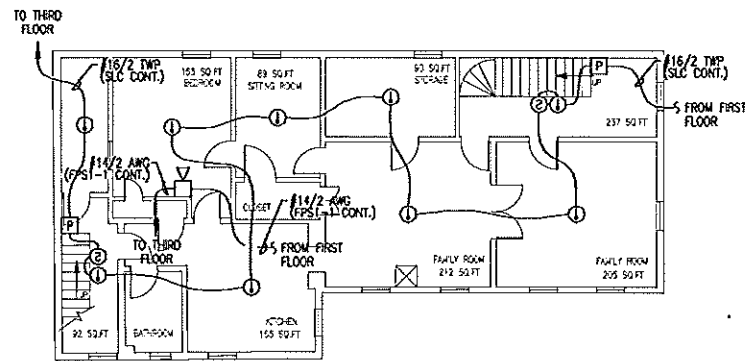 TO THIRD
FLOOR
#16/2 TWP
(SLC CONT.)
153 SQ.FT
BEDROOM
89 SQ.FT
SITTING ROOM
90 SQ.FT
STORAGE
UP
P
#16/2 TWP
(SLC CONT.)
FROM FIRST
FLOOR
237 SQ.FT
S
#14/2 AWG
(FPS1-1 CONT.)
P
CLOSET
#14/2 AWG
(FPS1-1 CONT.)
TO THIRD
FLOOR
FROM FIRST
FLOOR
S
UP
FAMILY ROOM
212 SQ.FT
FAMILY ROOM
205 SQ.FT
92 SQ.FT
BATHROOM
KITCHEN
155 SQ.FT